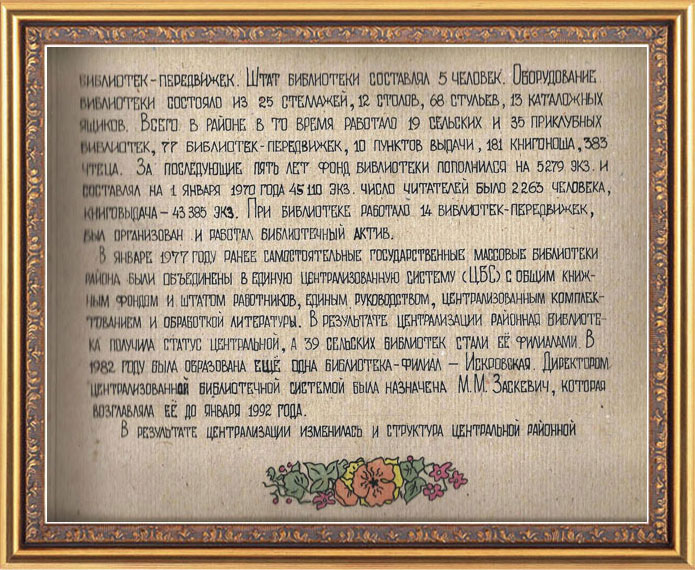 библиотек-передвижек. Штат библиотеки составлял 5 человек. Оборудование
библиотеки состояло из 25 стеллажей, 12 столов, 68 стульев, 13 каталожных
ящиков. Всего в районе в то время работало 19 сельских и 35 приклубных
библиотек, 77 библиотек-передвижек, 10 пунктов выдачи, 181 книгоноша, 383
чтеца. За последующие пять лет фонд библиотеки пополнился на 5279 экз. и
составлял на 1 января 1970 года 45 110 экз. число читателей было 2263 человека,
книговыдача – 43 385 экз. При библиотеке работало 14 библиотек-передвижек,
был организован и работал библиотечный актив.
В январе 1977 году ранее самостоятельные государственные массовые библиотеки
района были объединены в единую централизованную систему (ЦБС) с общим книж-
ным фондом и штатом работников, единым руководством, централизованным комплек-
тованием и обработкой литературы. В результате централизации районная библиоте-
ка получила статус центральной, а 39 сельских библиотек стали её филиалами. В
1982 году была образована ещё одна библиотека-филиал – Искровская. Директором
централизованной библиотечной системой была назначена М.М. Заскевич, которая
возглавляла её до января 1992 года.
В результате централизации изменилась и структура центральной районной